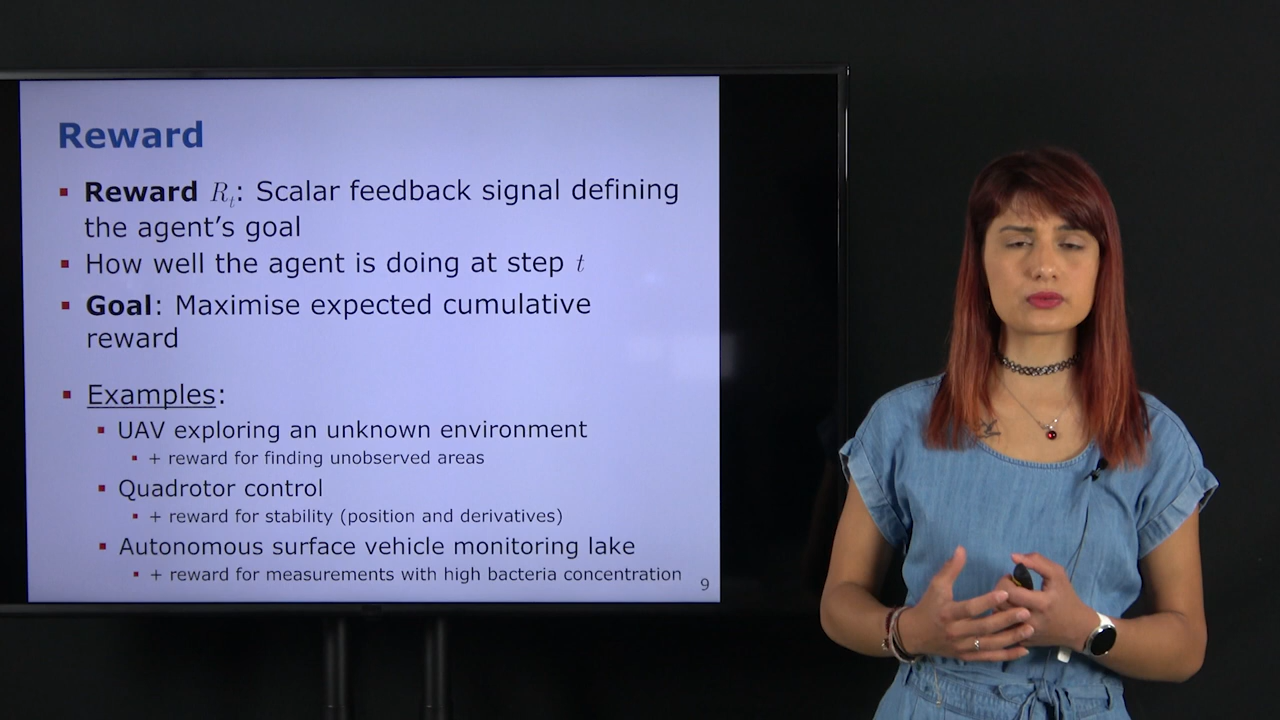 Reward
Reward R_t: Scalar feedback signal defining
the agent's goal
How well the agent is doing at step t
Goal: Maximise expected cumulative
reward
Examples:
UAV exploring an unknown environment
+ reward for finding unobserved areas
Quadrotor control
+ reward for stability (position and derivatives)
Autonomous surface vehicle monitoring lake
+ reward for measurements with high bacteria concentration
9